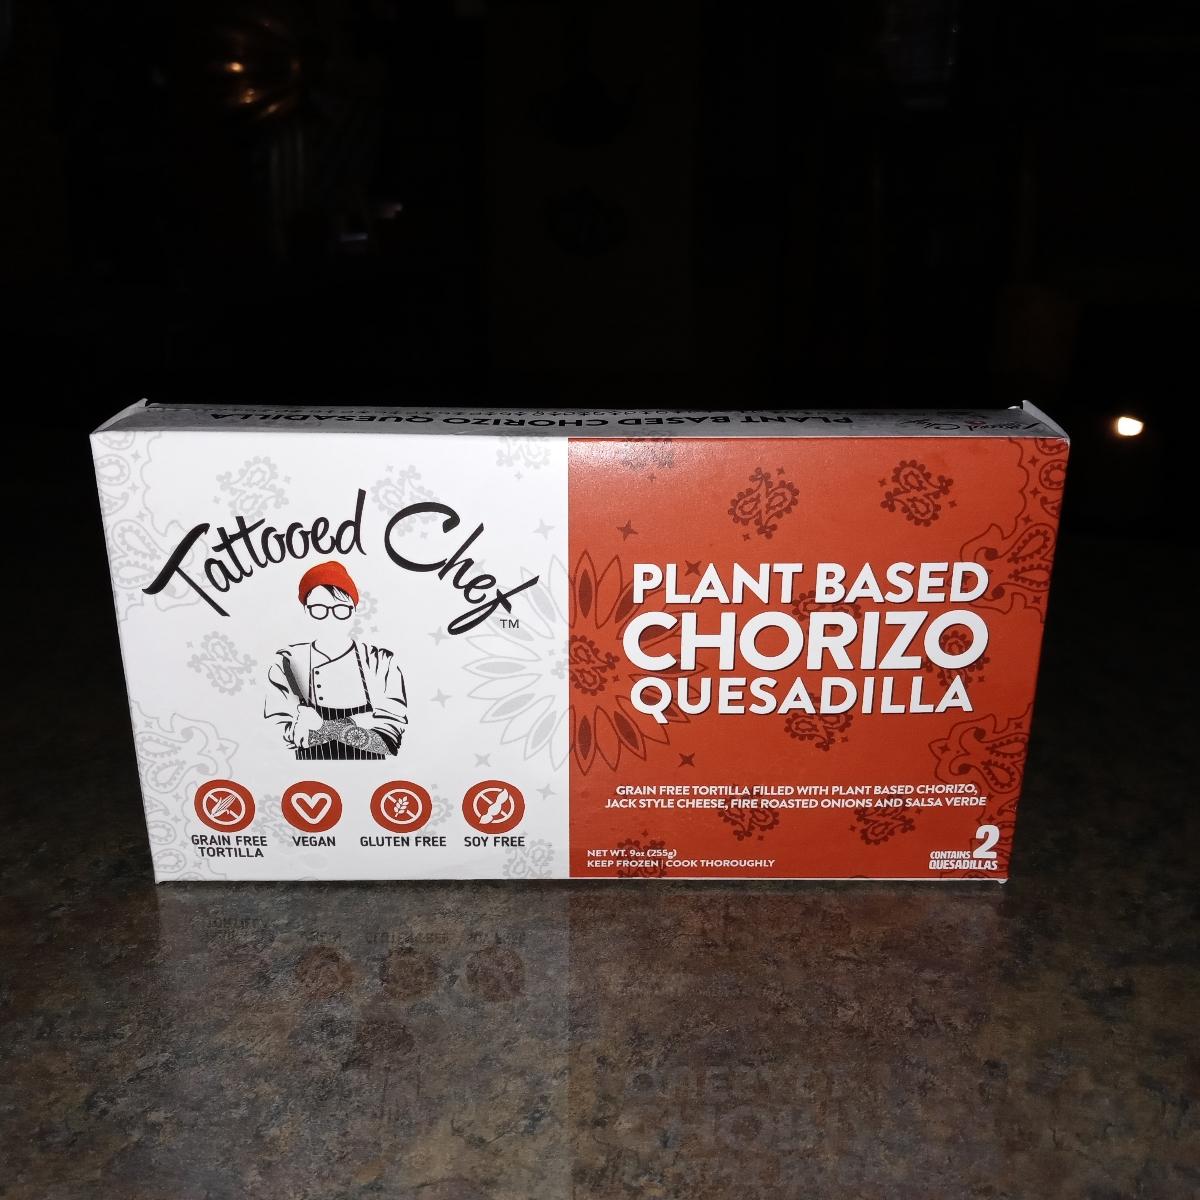 PLANT BASED CHORIZO QUESADILLA
Tattooed Chef™
PLANT BASED
CHORIZO
QUESADILLA
GRAIN FREE TORTILLA FILLED WITH PLANT BASED CHORIZO,
JACK STYLE CHEESE, FIRE ROASTED ONIONS AND SALSA VERDE
GRAIN FREE
TORTILLA
VEGAN
GLUTEN FREE
SOY FREE
NET WT. 9oz (255g)
KEEP FROZEN | COOK THOROUGHLY
CONTAINS 2
QUESADILLAS